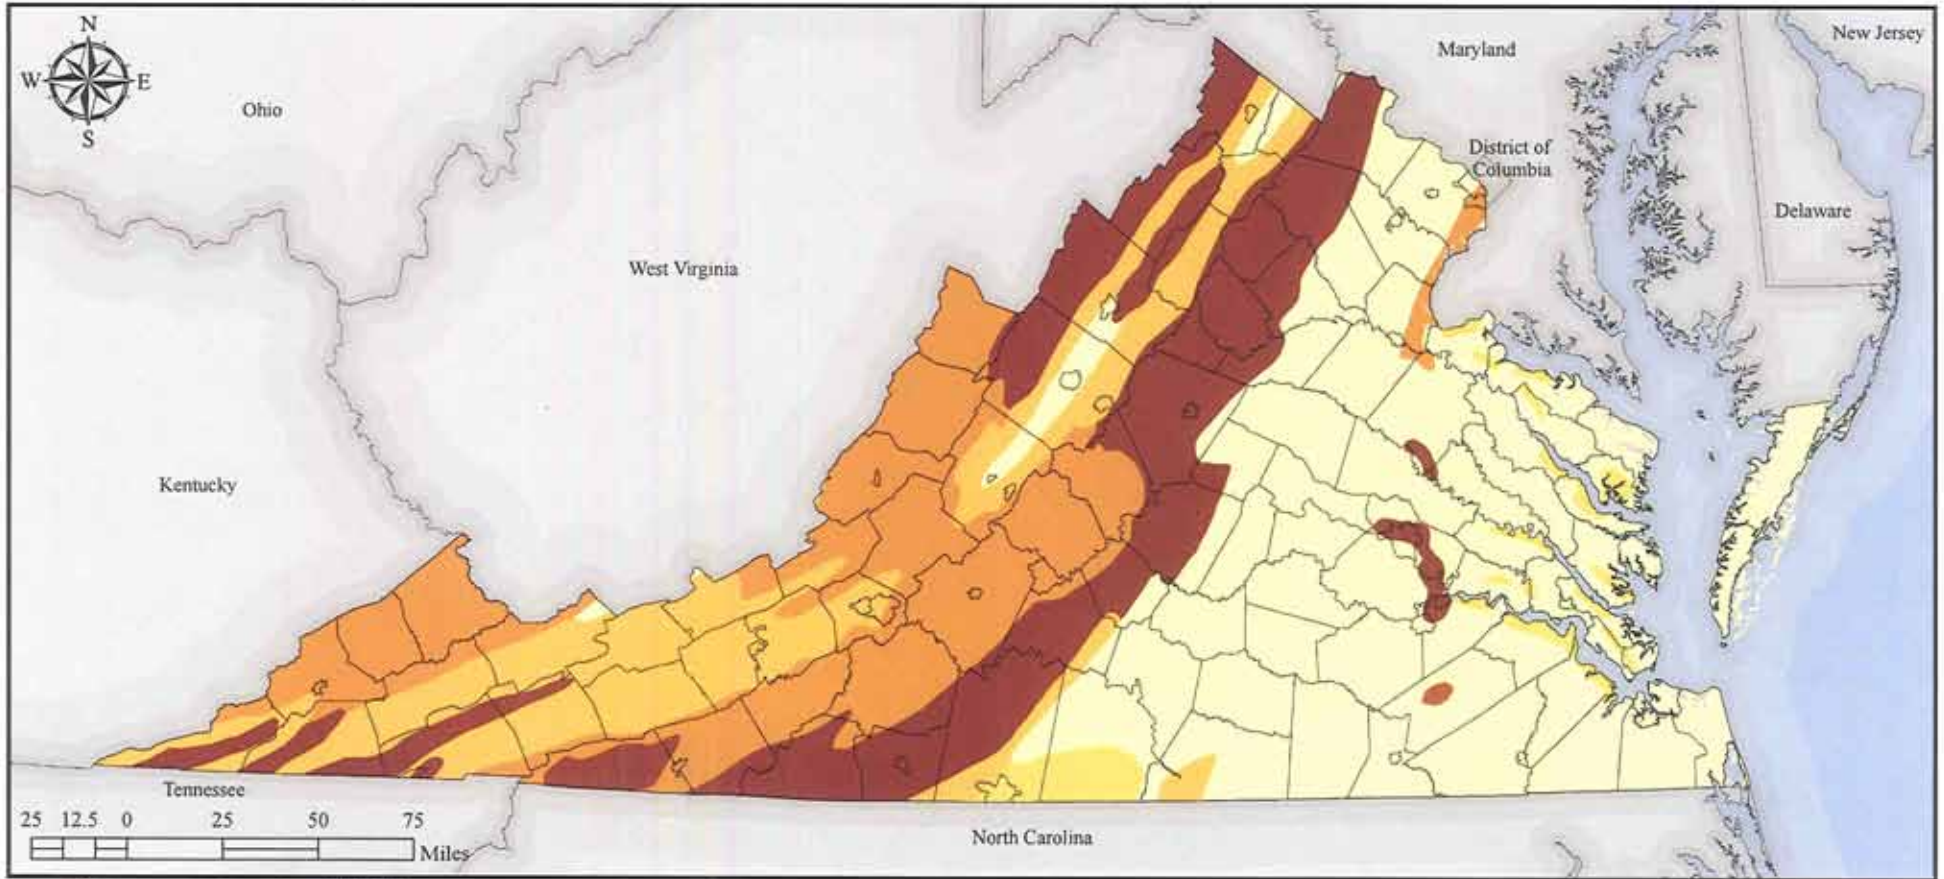 New Jersey
N
Maryland
W E
Ohio
S
District of
Columbia
Delaware
West Virginia
Kentucky
Tennessee
25 12.5 0 25 50 75
Miles
North Carolina